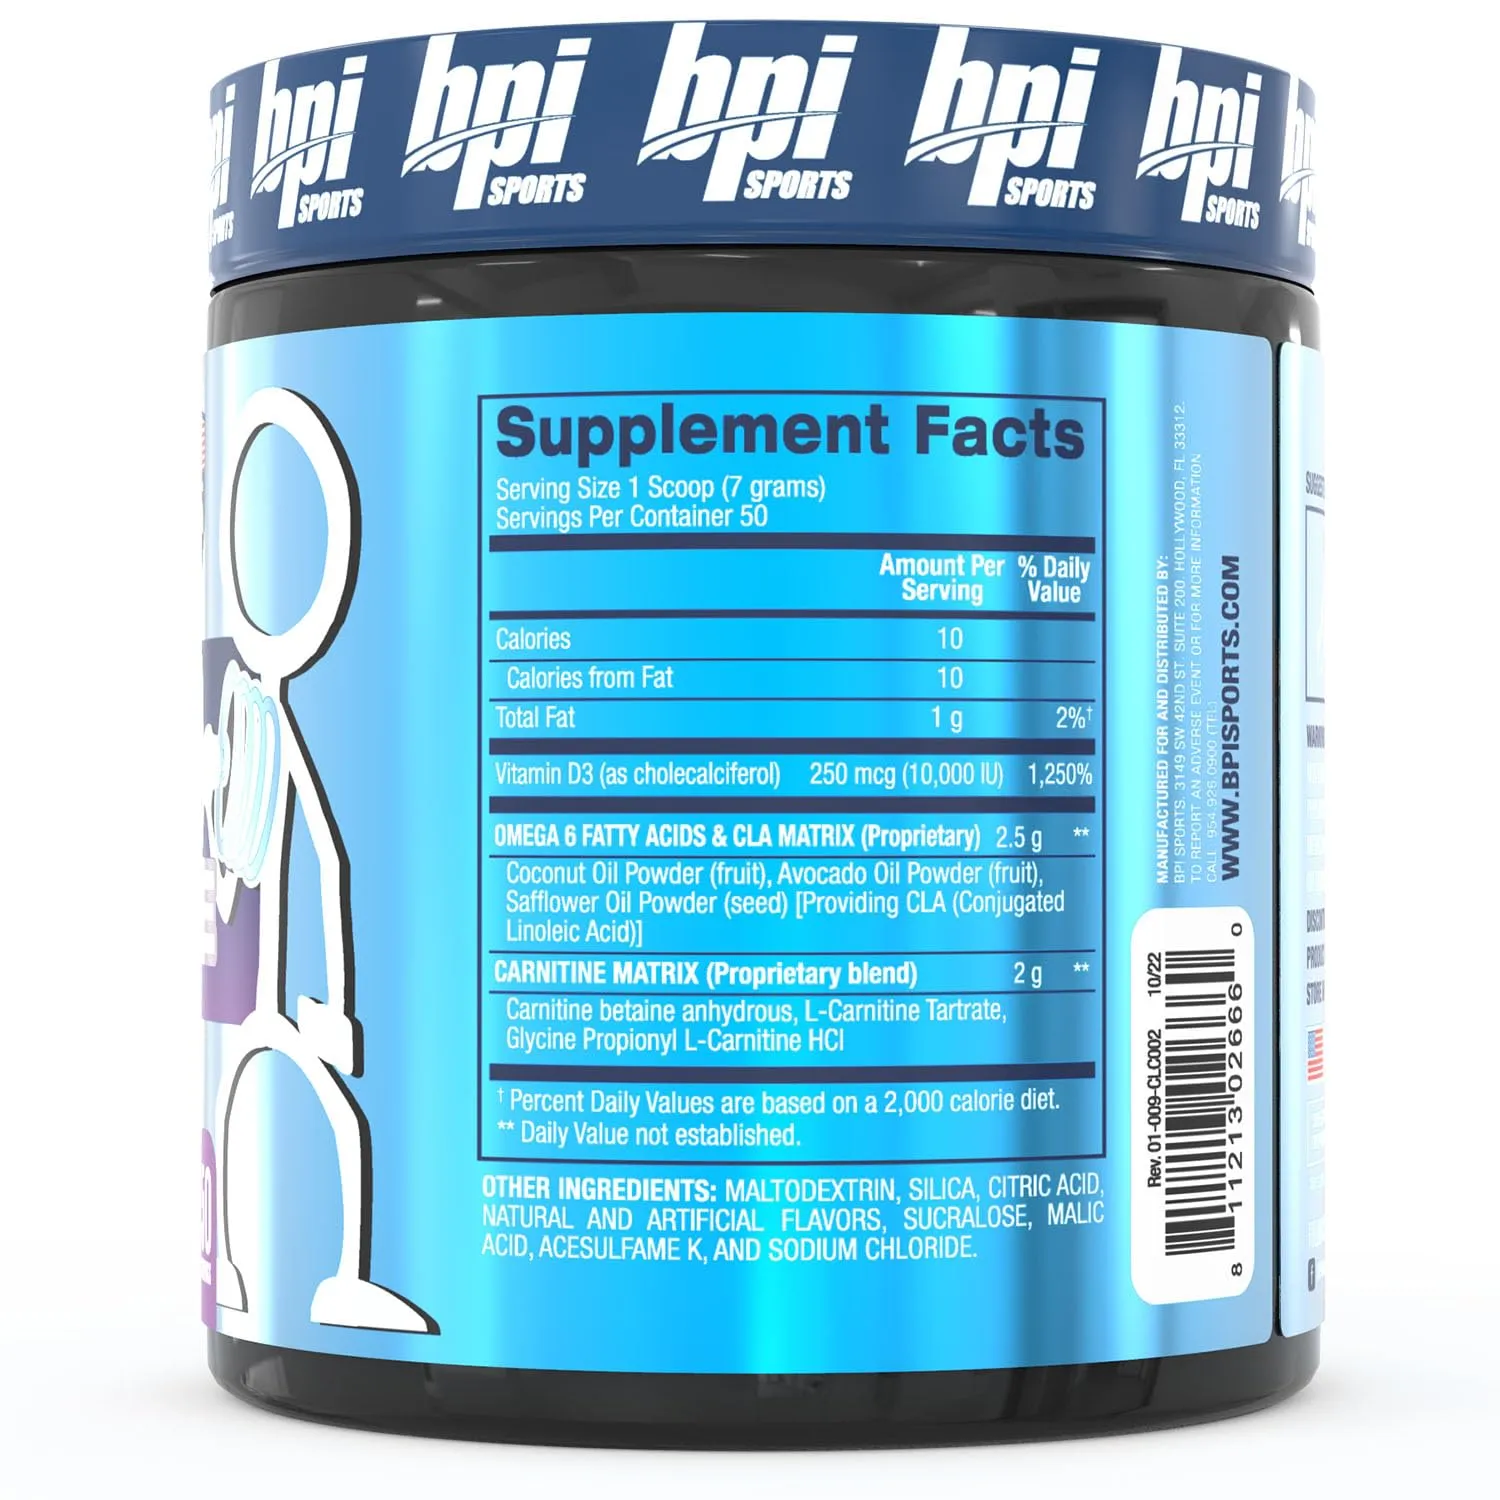 bpi SPORTS
bpi SPORTS
bpi SPORTS
bpi SPORTS
bpi SPORTS
Supplement Facts
Serving Size 1 Scoop (7 grams)
Servings Per Container 50
Amount Per Serving % Daily Value
Calories 10
Calories from Fat 10
Total Fat 1 g 2%†
Vitamin D3 (as cholecalciferol) 250 mcg (10,000 IU) 1,250%
OMEGA 6 FATTY ACIDS & CLA MATRIX (Proprietary) 2.5 g **
Coconut Oil Powder (fruit), Avocado Oil Powder (fruit),
Safflower Oil Powder (seed) [Providing CLA (Conjugated
Linoleic Acid)]
CARNITINE MATRIX (Proprietary blend) 2 g **
Carnitine betaine anhydrous, L-Carnitine Tartrate,
Glycine Propionyl L-Carnitine HCl
† Percent Daily Values are based on a 2,000 calorie diet.
** Daily Value not established.
OTHER INGREDIENTS: MALTODEXTRIN, SILICA, CITRIC ACID,
NATURAL AND ARTIFICIAL FLAVORS, SUCRALOSE, MALIC
ACID, ACESULFAME K, AND SODIUM CHLORIDE.
MANUFACTURED FOR AND DISTRIBUTED BY:
BPI SPORTS. 3149 SW 42ND ST. SUITE 200. HOLLYWOOD, FL 33312.
TO REPORT AN ADVERSE EVENT OR FOR MORE INFORMATION
CALL 954.926.0900 (TEL)
WWW.BPISPORTS.COM
Rev. 01-009-CLC002 10/22
8 11213 02666 0